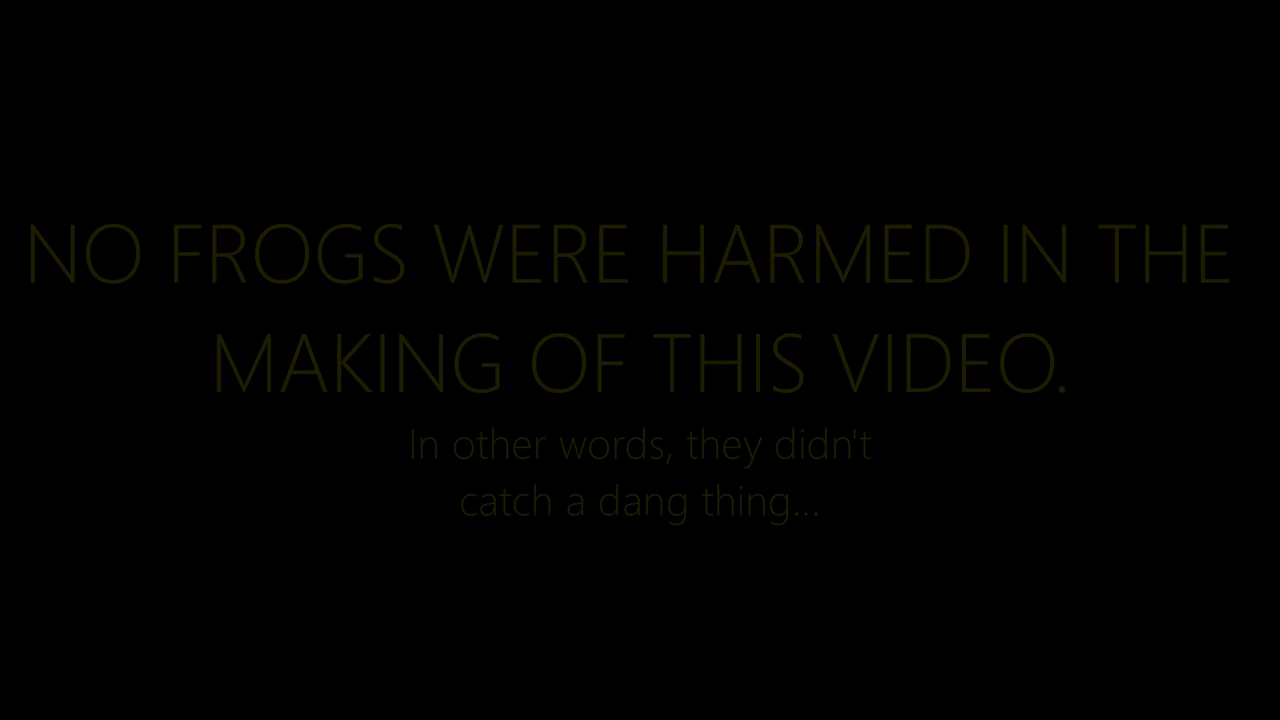 NO FROGS WERE HARMED IN THE
MAKING OF THIS VIDEO.
In other words, they didn't
catch a dang thing...